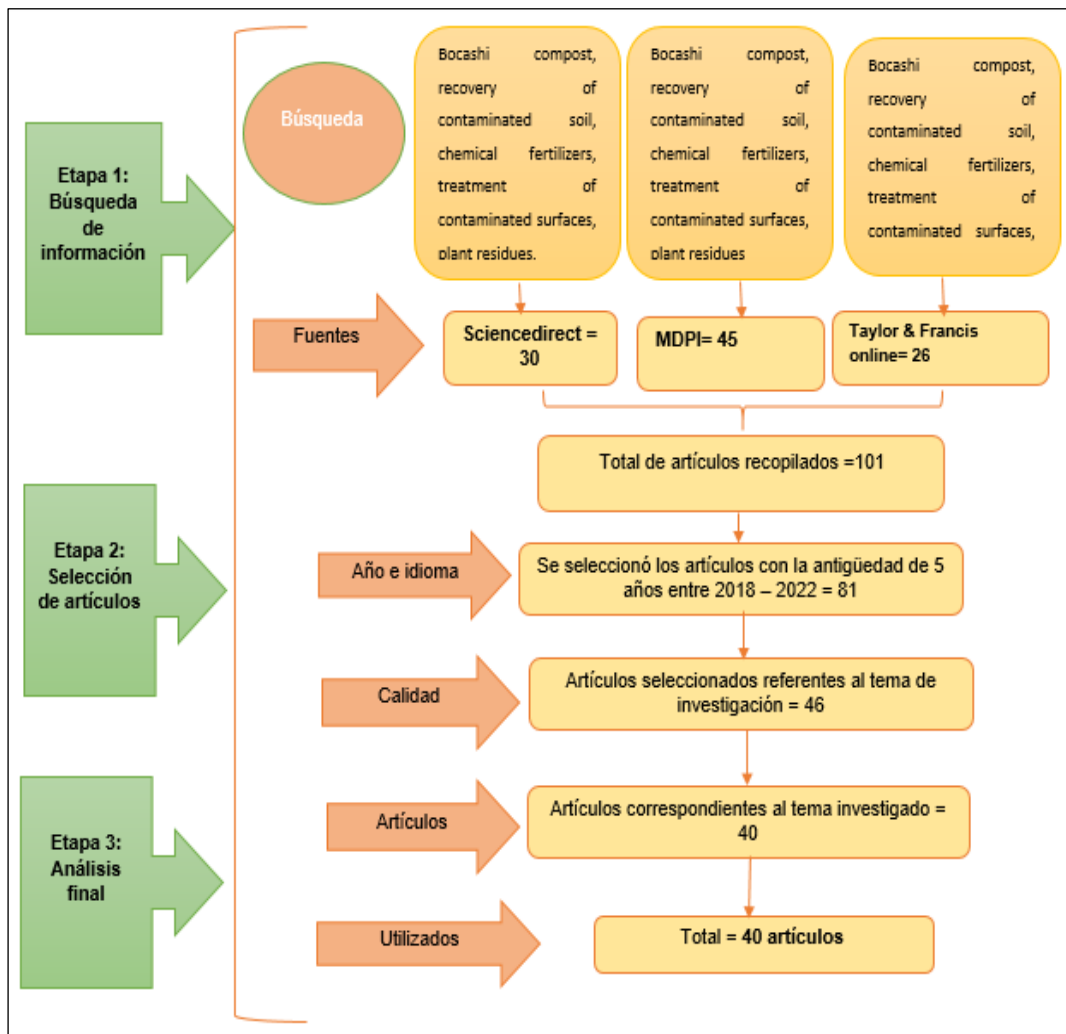 Búsqueda
Bocashi compost,
recovery of
contaminated soil,
chemical fertilizers,
treatment of
contaminated surfaces,
plant residues.
Bocashi compost,
recovery of
contaminated soil,
chemical fertilizers,
treatment of
contaminated surfaces,
plant residues
Bocashi compost,
recovery of
contaminated soil,
chemical fertilizers,
treatment of
contaminated surfaces,
Etapa 1:
Búsqueda
de
información
Fuentes
Sciencedirect =
30
MDPI= 45
Taylor & Francis
online= 26
Total de artículos recopilados =101
Etapa 2:
Selección
de artículos
Año e idioma
Se seleccionó los artículos con la antigüedad de 5
años entre 2018 – 2022 = 81
Calidad
Artículos seleccionados referentes al tema de
investigación = 46
Etapa 3:
Análisis
final
Artículos
Artículos correspondientes al tema investigado =
40
Utilizados
Total = 40 artículos